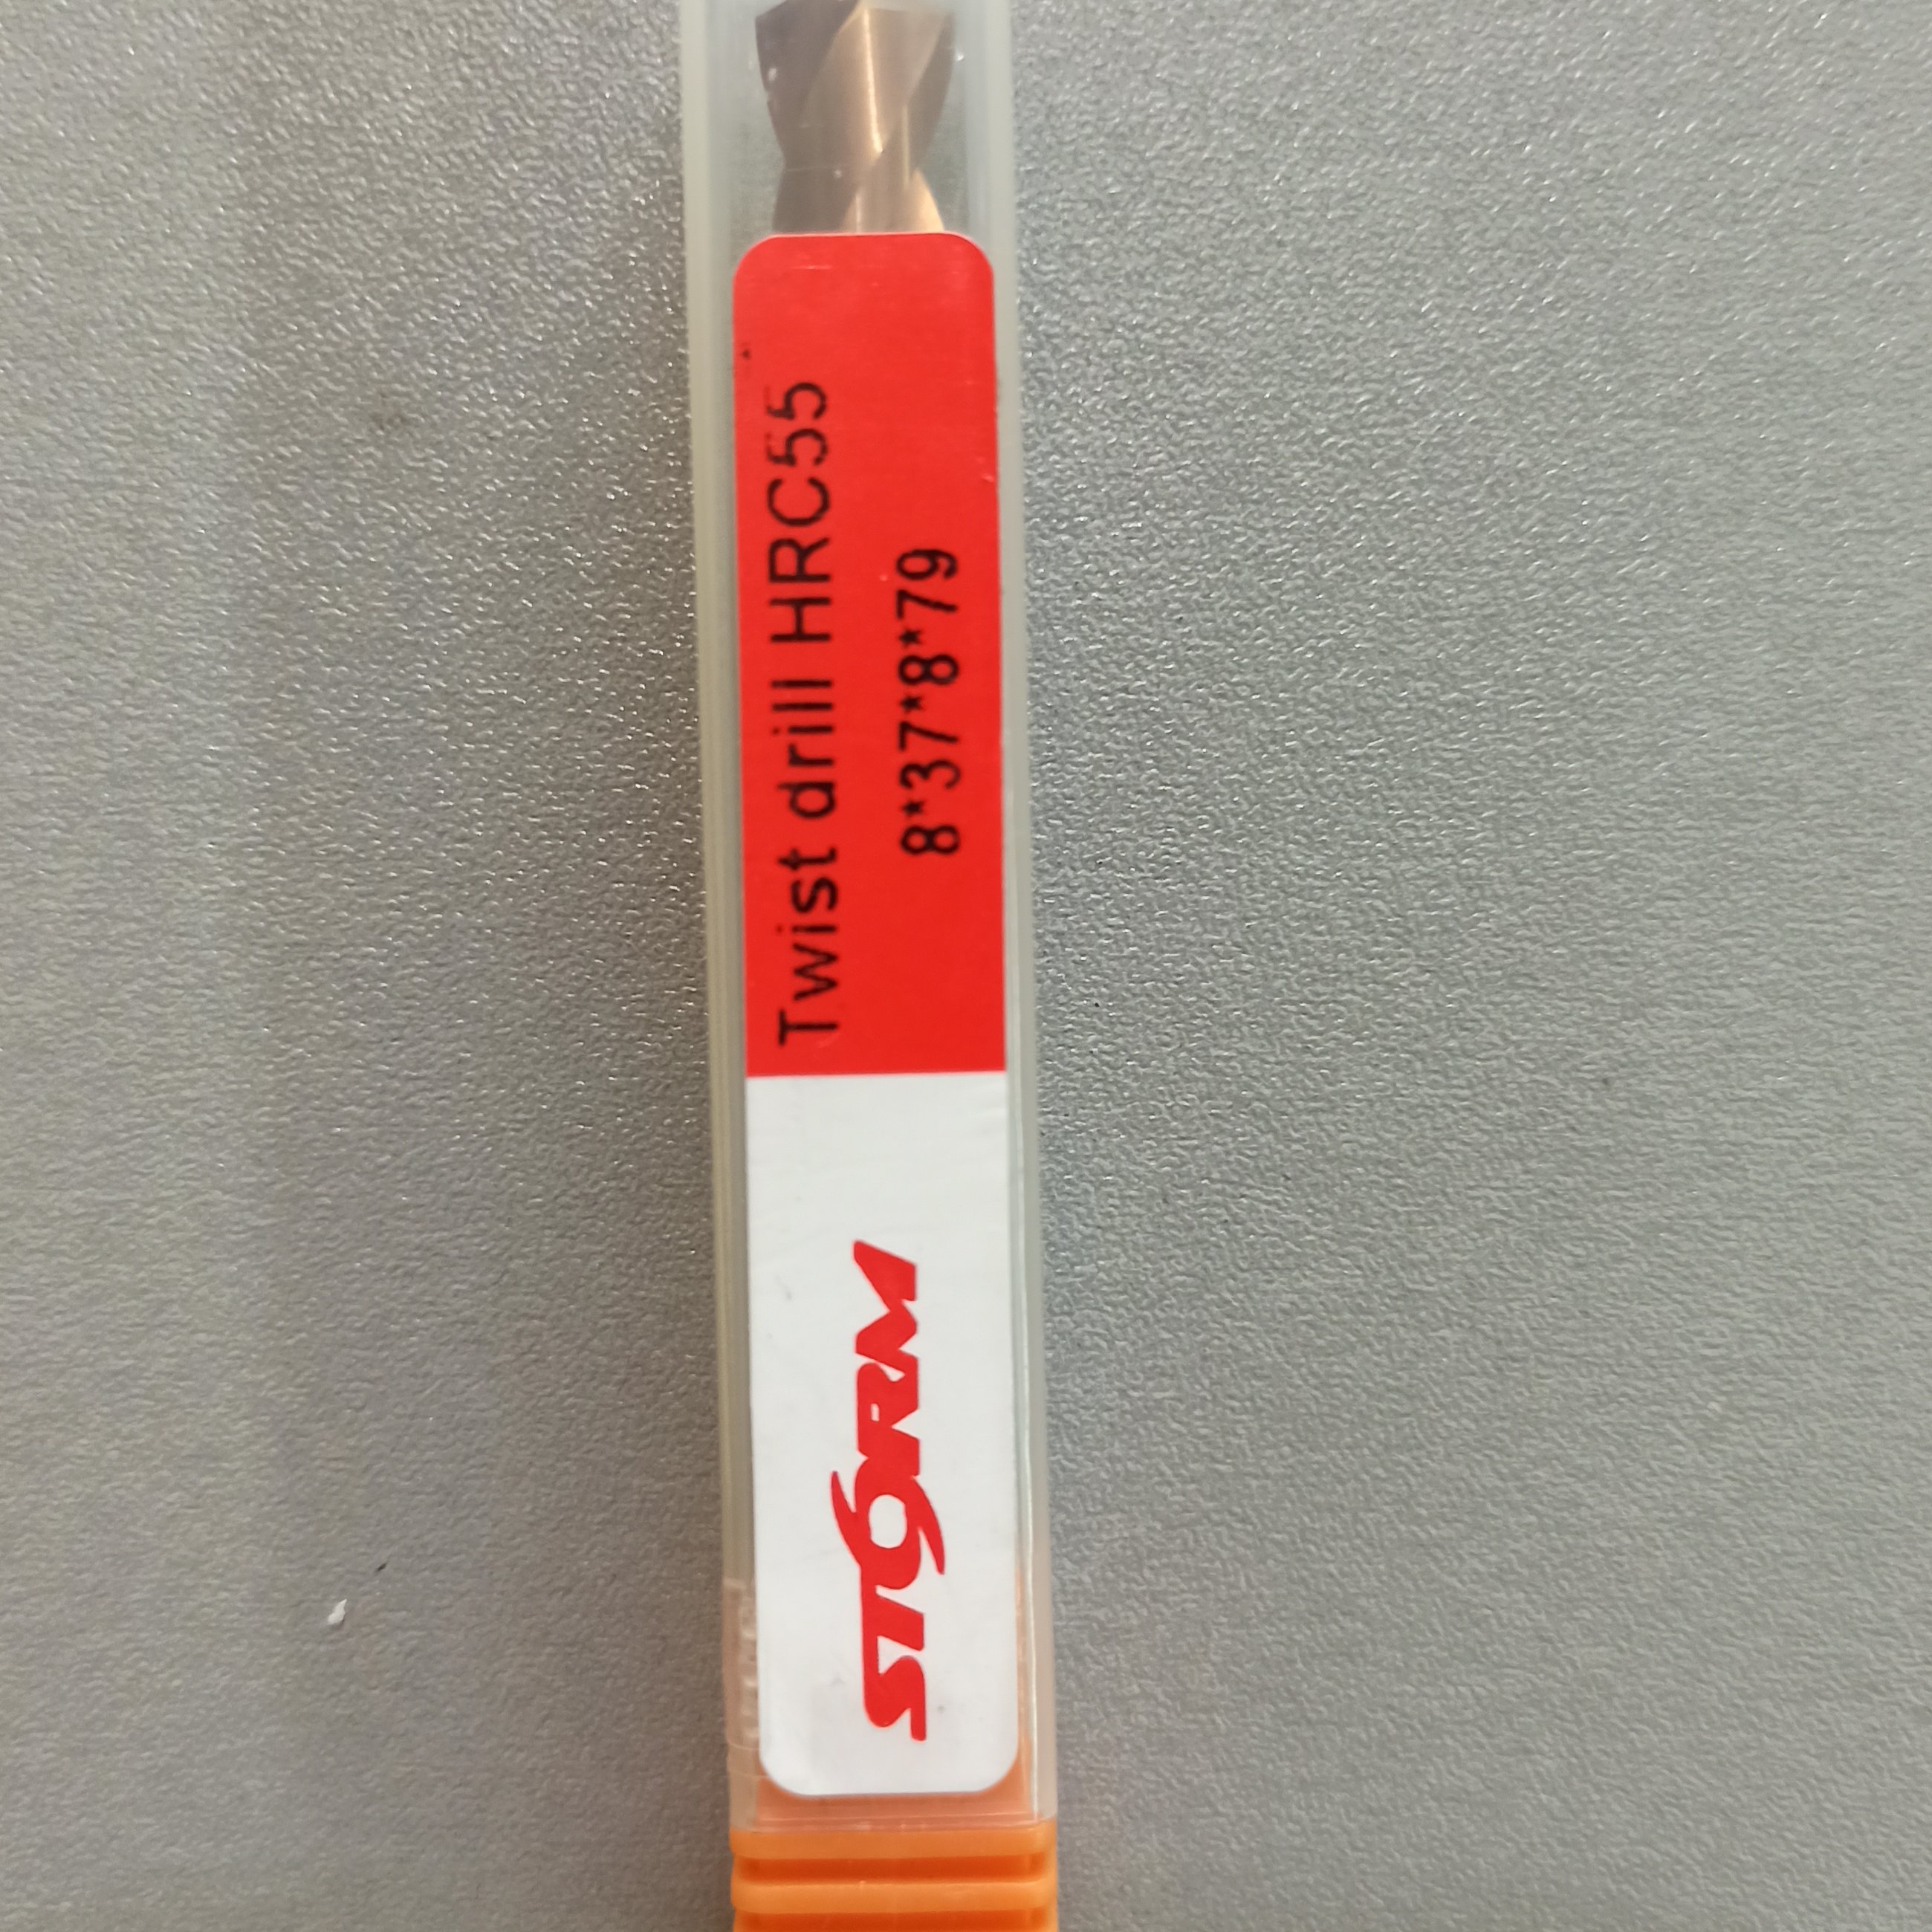 Twist drill HRC55
8*37*8*79
STORM